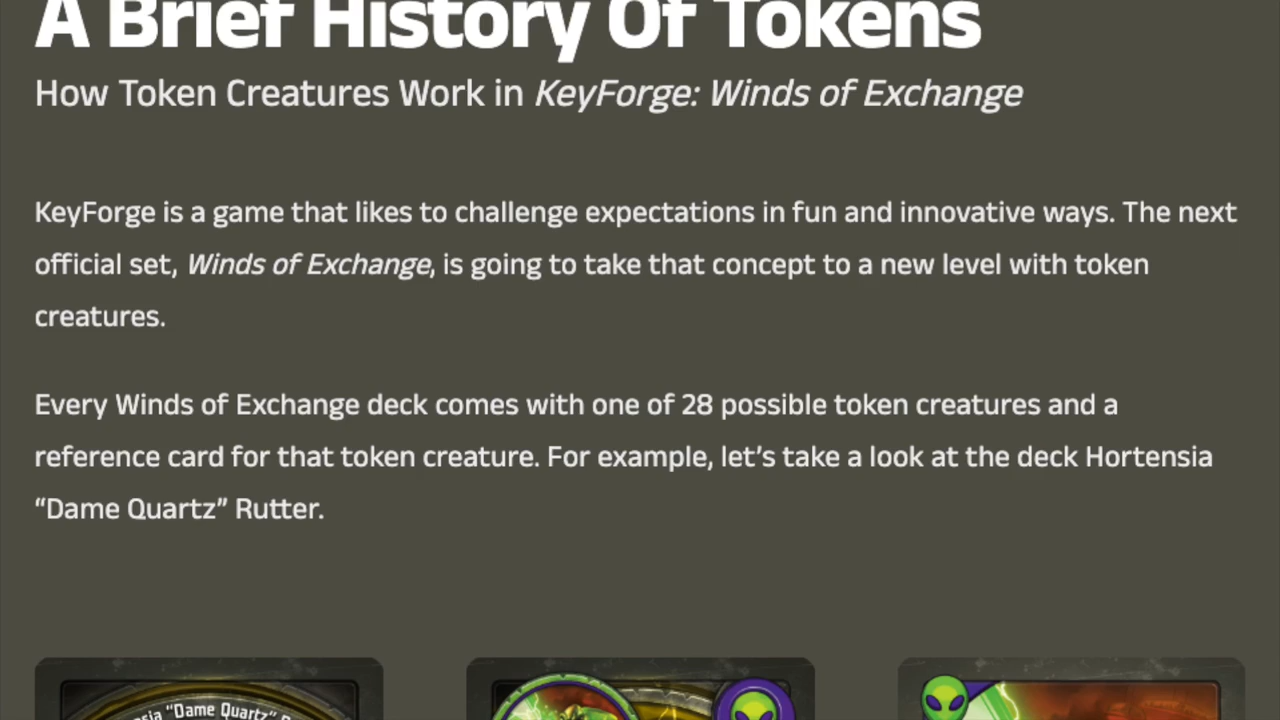 A Brief History Of Tokens
How Token Creatures Work in KeyForge: Winds of Exchange
KeyForge is a game that likes to challenge expectations in fun and innovative ways. The next
official set, Winds of Exchange, is going to take that concept to a new level with token
creatures.
Every Winds of Exchange deck comes with one of 28 possible token creatures and a
reference card for that token creature. For example, let’s take a look at the deck Hortensia
“Dame Quartz” Rutter.
“Dame Quartz”